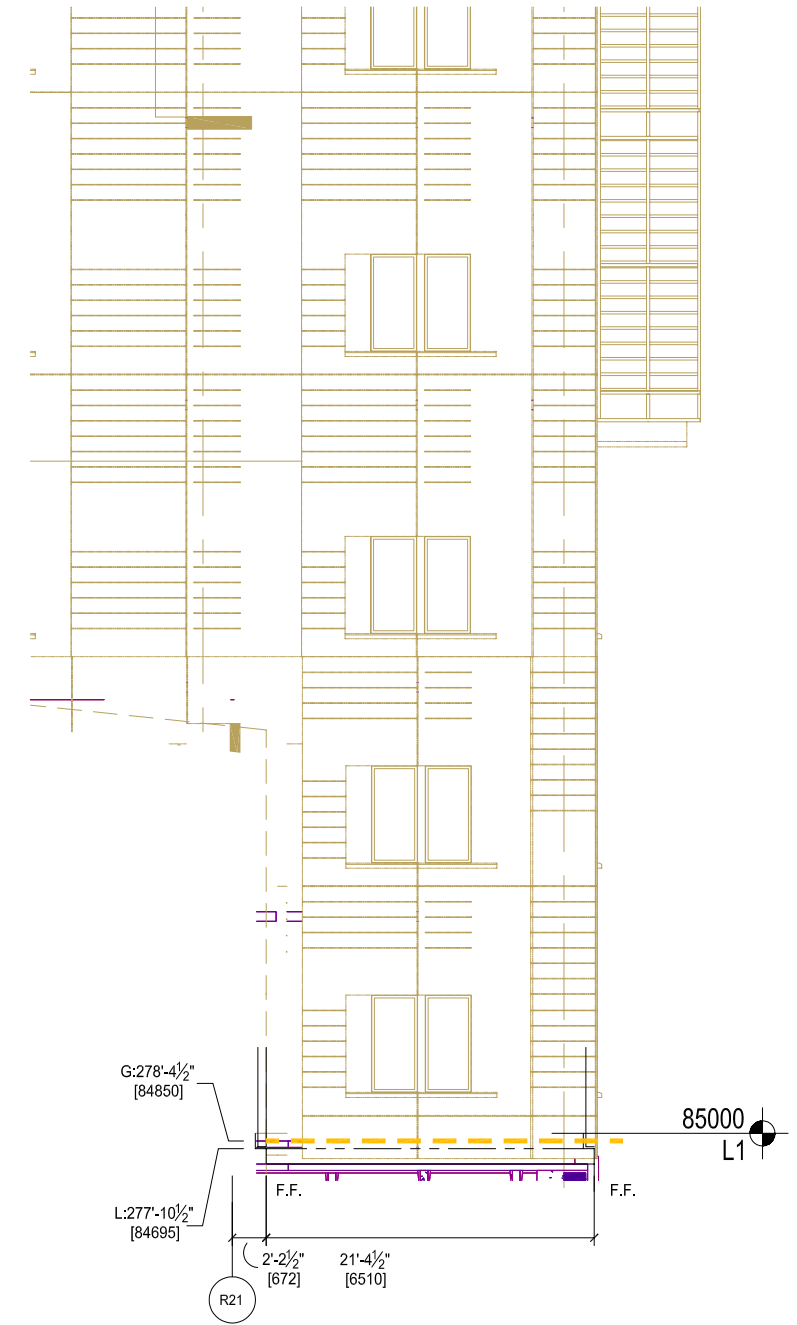 G:278'-4½"
[84850]
85000
L1
F.F.
F.F.
L:277'-10½"
[84695]
2'-2½"
[672]
21'-4½"
[6510]
R21